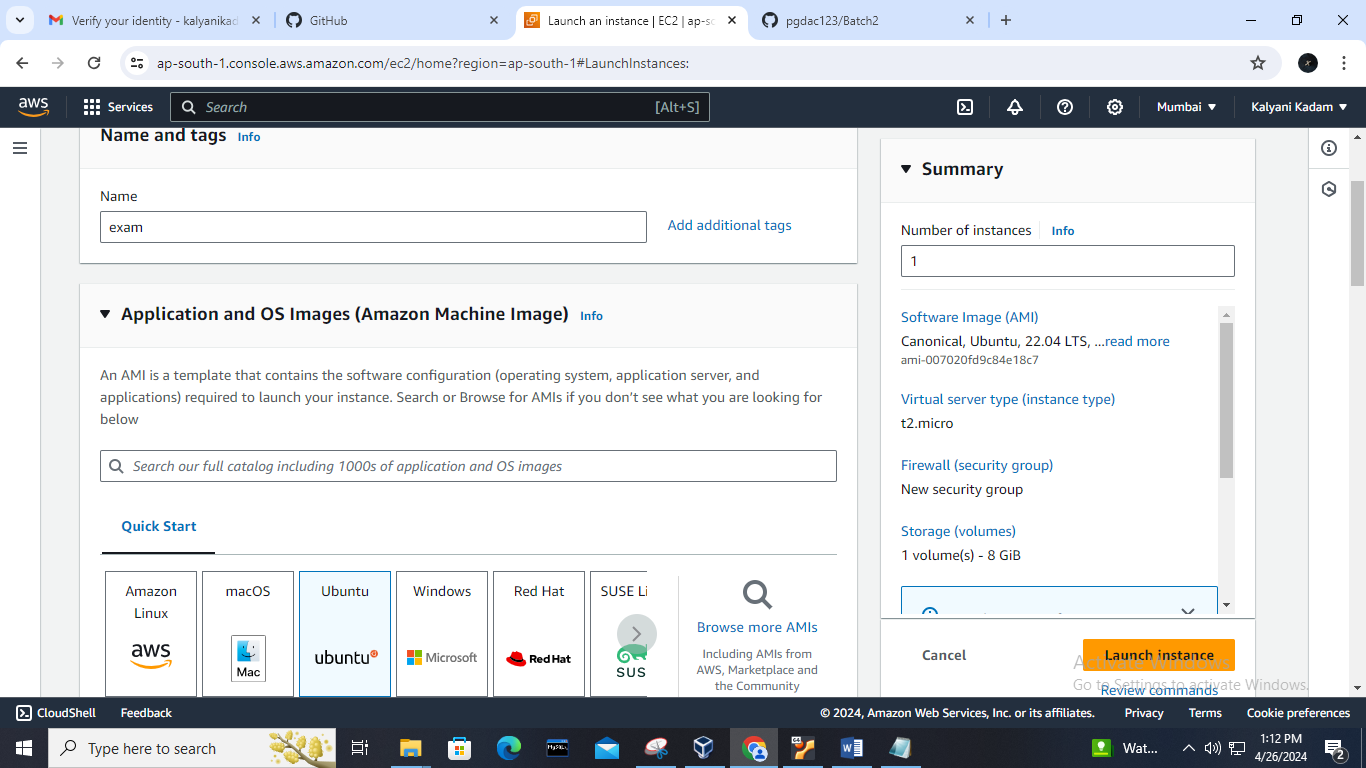 Verify your identity - kalyanikad
GitHub
Launch an instance | EC2 | ap-so
pgdac123/Batch2
ap-south-1.console.aws.amazon.com/ec2/home?region=ap-south-1#LaunchInstances:
aws
Services
Search
[Alt+S]
Mumbai
Kalyani Kadam
Name and tags Info
Name
exam
Add additional tags
Application and OS Images (Amazon Machine Image) Info
An AMI is a template that contains the software configuration (operating system, application server, and
applications) required to launch your instance. Search or Browse for AMIs if you don't see what you are looking for
below
Search our full catalog including 1000s of application and OS images
Quick Start
Amazon
Linux
aws
macOS
Mac
Ubuntu
ubuntu
Windows
Microsoft
Red Hat
Red Hat
SUSE Li
SUS
Browse more AMIs
Including AMIs from
AWS, Marketplace and
the Community
Summary
Number of instances Info
1
Software Image (AMI)
Canonical, Ubuntu, 22.04 LTS, ...read more
ami-007020fd9c84e18c7
Virtual server type (instance type)
t2.micro
Firewall (security group)
New security group
Storage (volumes)
1 volume(s) - 8 GiB
Cancel
Launch instance
Review commands
Activate Windows
Go to Settings to activate Windows.
CloudShell
Feedback
© 2024, Amazon Web Services, Inc. or its affiliates.
Privacy
Terms
Cookie preferences
Type here to search
MySQL
Wat...
1:12 PM
4/26/2024
2